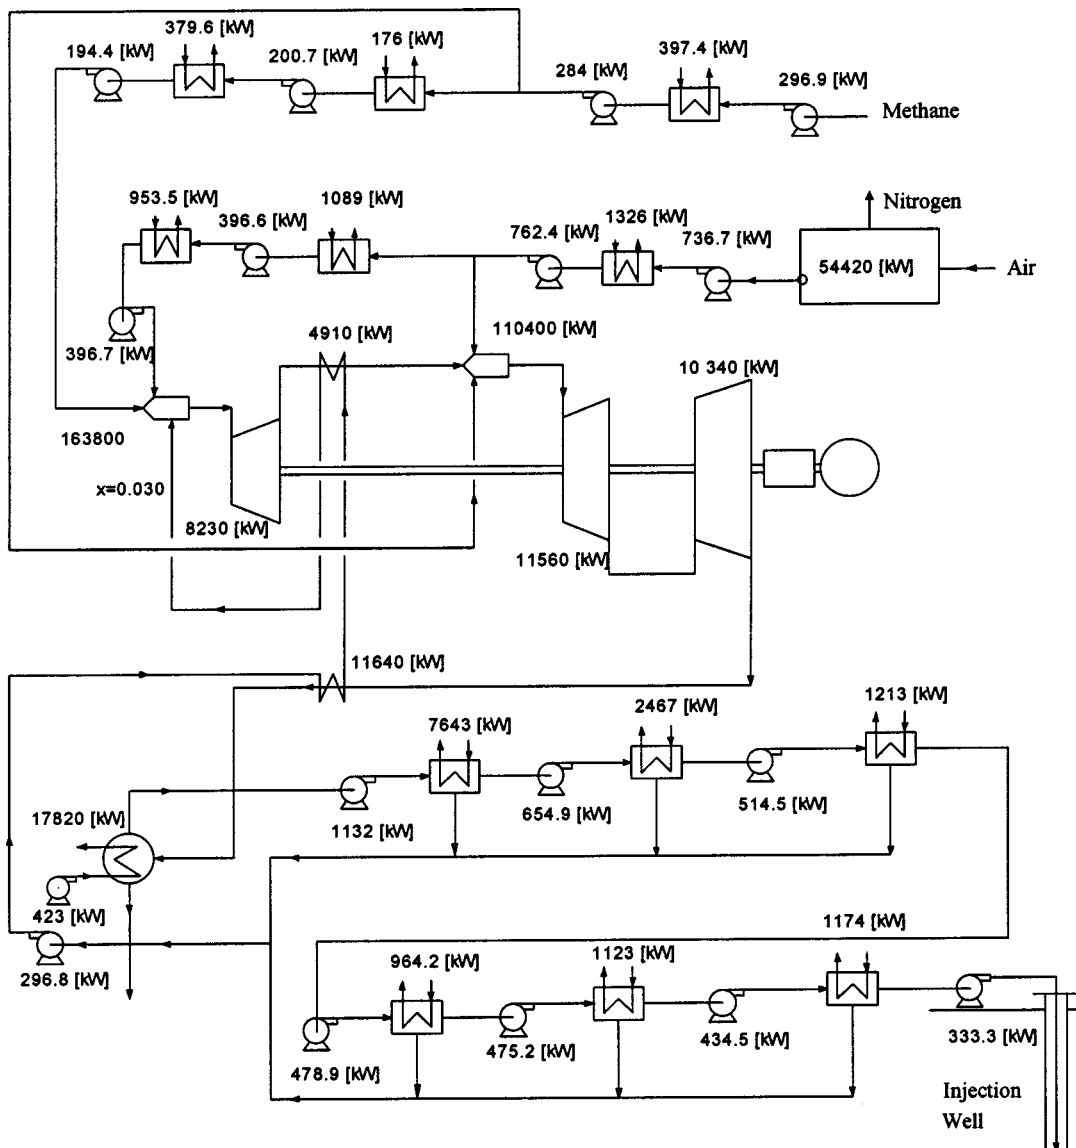 379.6 [kW]
194.4 [kW]
200.7 [kW]
176 [kW]
284 [kW]
397.4 [kW]
296.9 [kW]
Methane
953.5 [kW]
396.6 [kW]
1089 [kW]
762.4 [kW]
1326 [kW]
736.7 [kW]
Nitrogen
54420 [kW]
Air
396.7 [kW]
4910 [kW]
110400 [kW]
10 340 [kW]
163800
x=0.030
8230 [kW]
11560 [kW]
11640 [kW]
7643 [kW]
2467 [kW]
1213 [kW]
17820 [kW]
1132 [kW]
654.9 [kW]
514.5 [kW]
423 [kW]
296.8 [kW]
964.2 [kW]
1123 [kW]
1174 [kW]
478.9 [kW]
475.2 [kW]
434.5 [kW]
333.3 [kW]
Injection
Well